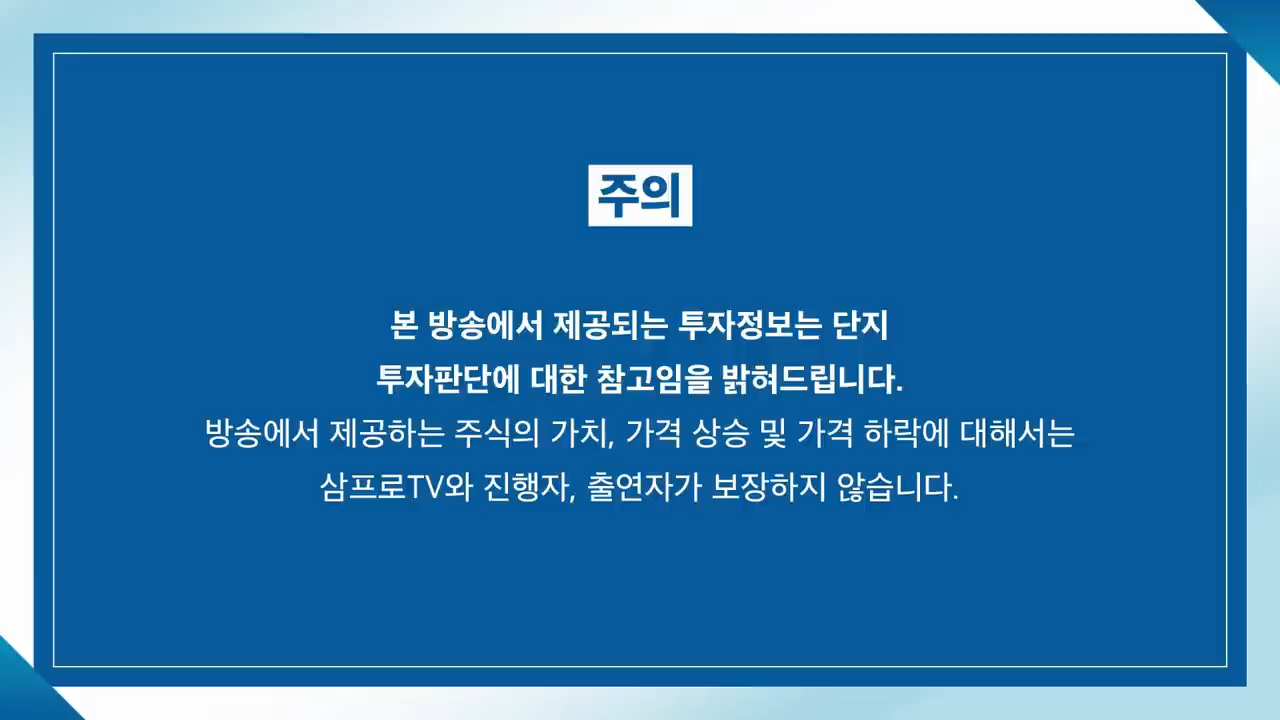 주의
본 방송에서 제공되는 투자정보는 단지
투자판단에 대한 참고임을 밝혀드립니다.
방송에서 제공하는 주식의 가치, 가격 상승 및 가격 하락에 대해서는
삼프로TV와 진행자, 출연자가 보장하지 않습니다.